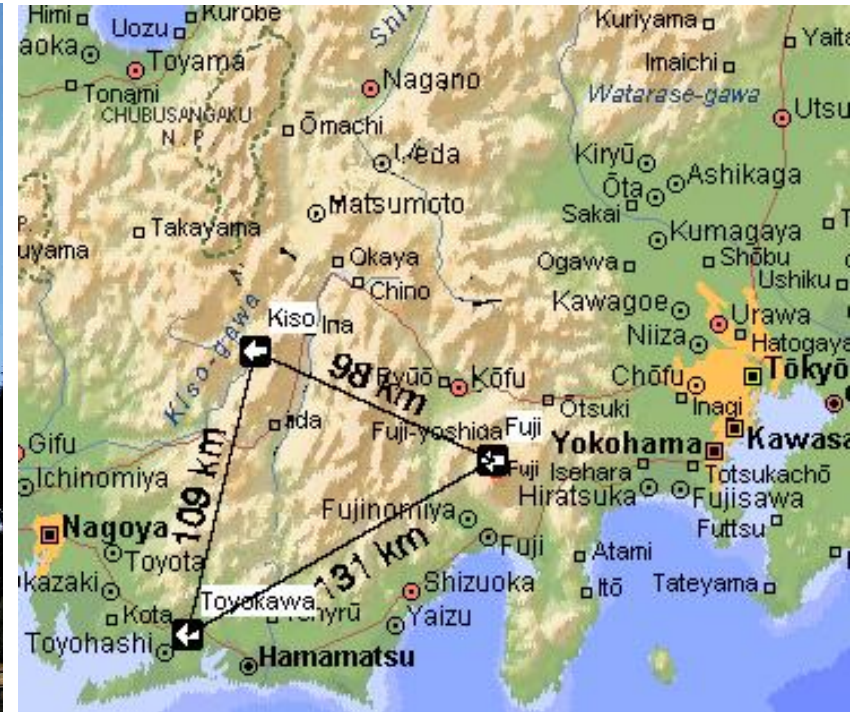 Himi
Kurobe
Uozu
aoka
Toyama
Tonami
CHUBUSANGAKU
N. P.
Nagano
Ōmachi
Ueda
Kuriyama
Yaita
Imaichi
Watarase-gawa
Utsu
Kiryū
Ōta
Ashikaga
Sakai
Matsumoto
Takayama
uyama
Kumagaya
Okaya
Chino
Ogawa
Shōbu
Ushiku
Kawagoe
Urawa
Niiza
Hatogaya
Kiso
Ina
Kiso-gawa
98 km
Ryūō
Kōfu
Chōfu
Tōkyō
Ōtsuki
Inagi
Iida
Fuji-yoshida
Fuji
Yokohama
Kawasa
Gifu
Ichinomiya
109 km
Fuji
Isehara
Totsukachō
Hiratsuka
Fujisawa
Fujinomiya
Nagoya
Toyota
131 km
Fuji
Futtsu
Atami
kazaki
Kota
Toyokawa
Shizuoka
Itō
Tateyama
Tenyrū
Yaizu
Toyohashi
Hamamatsu